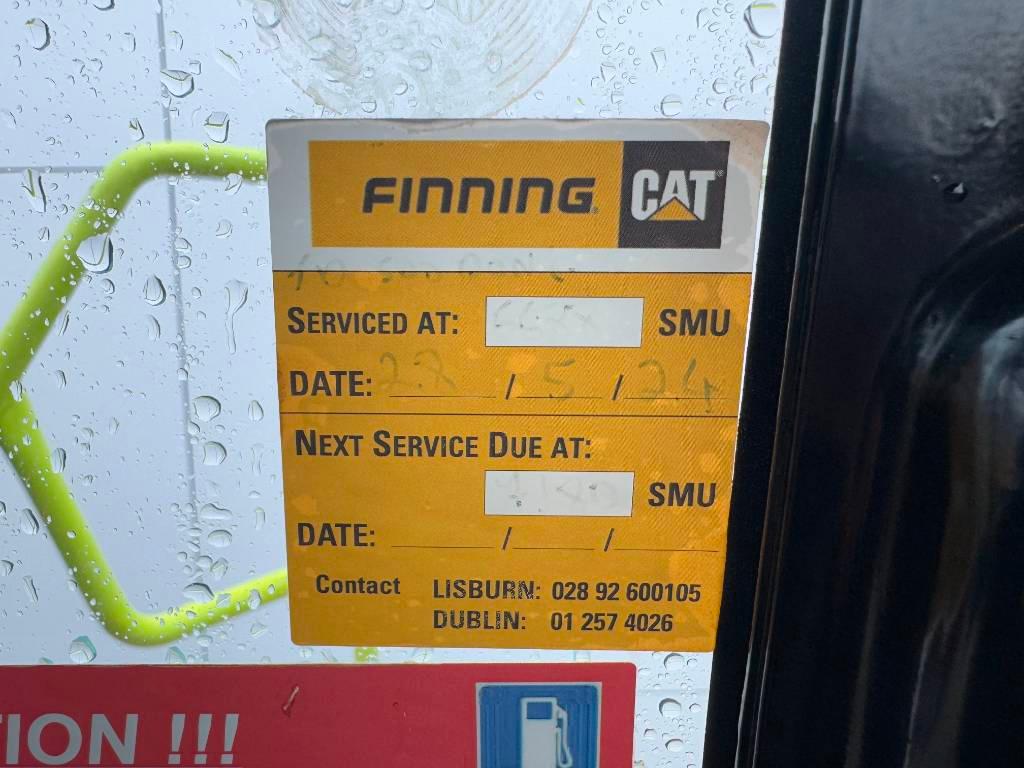 FINNING® CAT®
SERVICED AT: SMU
DATE: 28 / 5 / 24
NEXT SERVICE DUE AT:
SMU
DATE: / /
Contact LISBURN: 028 92 600105
DUBLIN: 01 257 4026
TION !!!